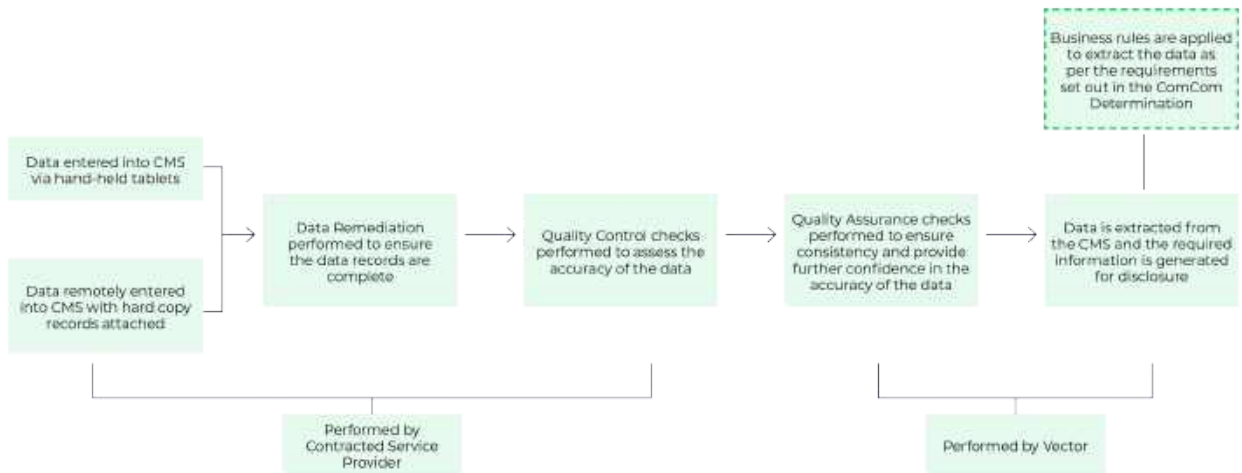 Business rules are applied
to extract the data as
per the requirements
set out in the ComCom
Determination
Data entered into CMS
via hand-held tablets
Data remotely entered
into CMS with hard copy
records attached
Data Remediation
performed to ensure
the data records are
complete
Quality Control checks
performed to assess the
accuracy of the data
Quality Assurance checks
performed to ensure
consistency and provide
further confidence in the
accuracy of the data
Data is extracted from
the CMS and the required
information is generated
for disclosure
Performed by
Contracted Service
Provider
Performed by Vector